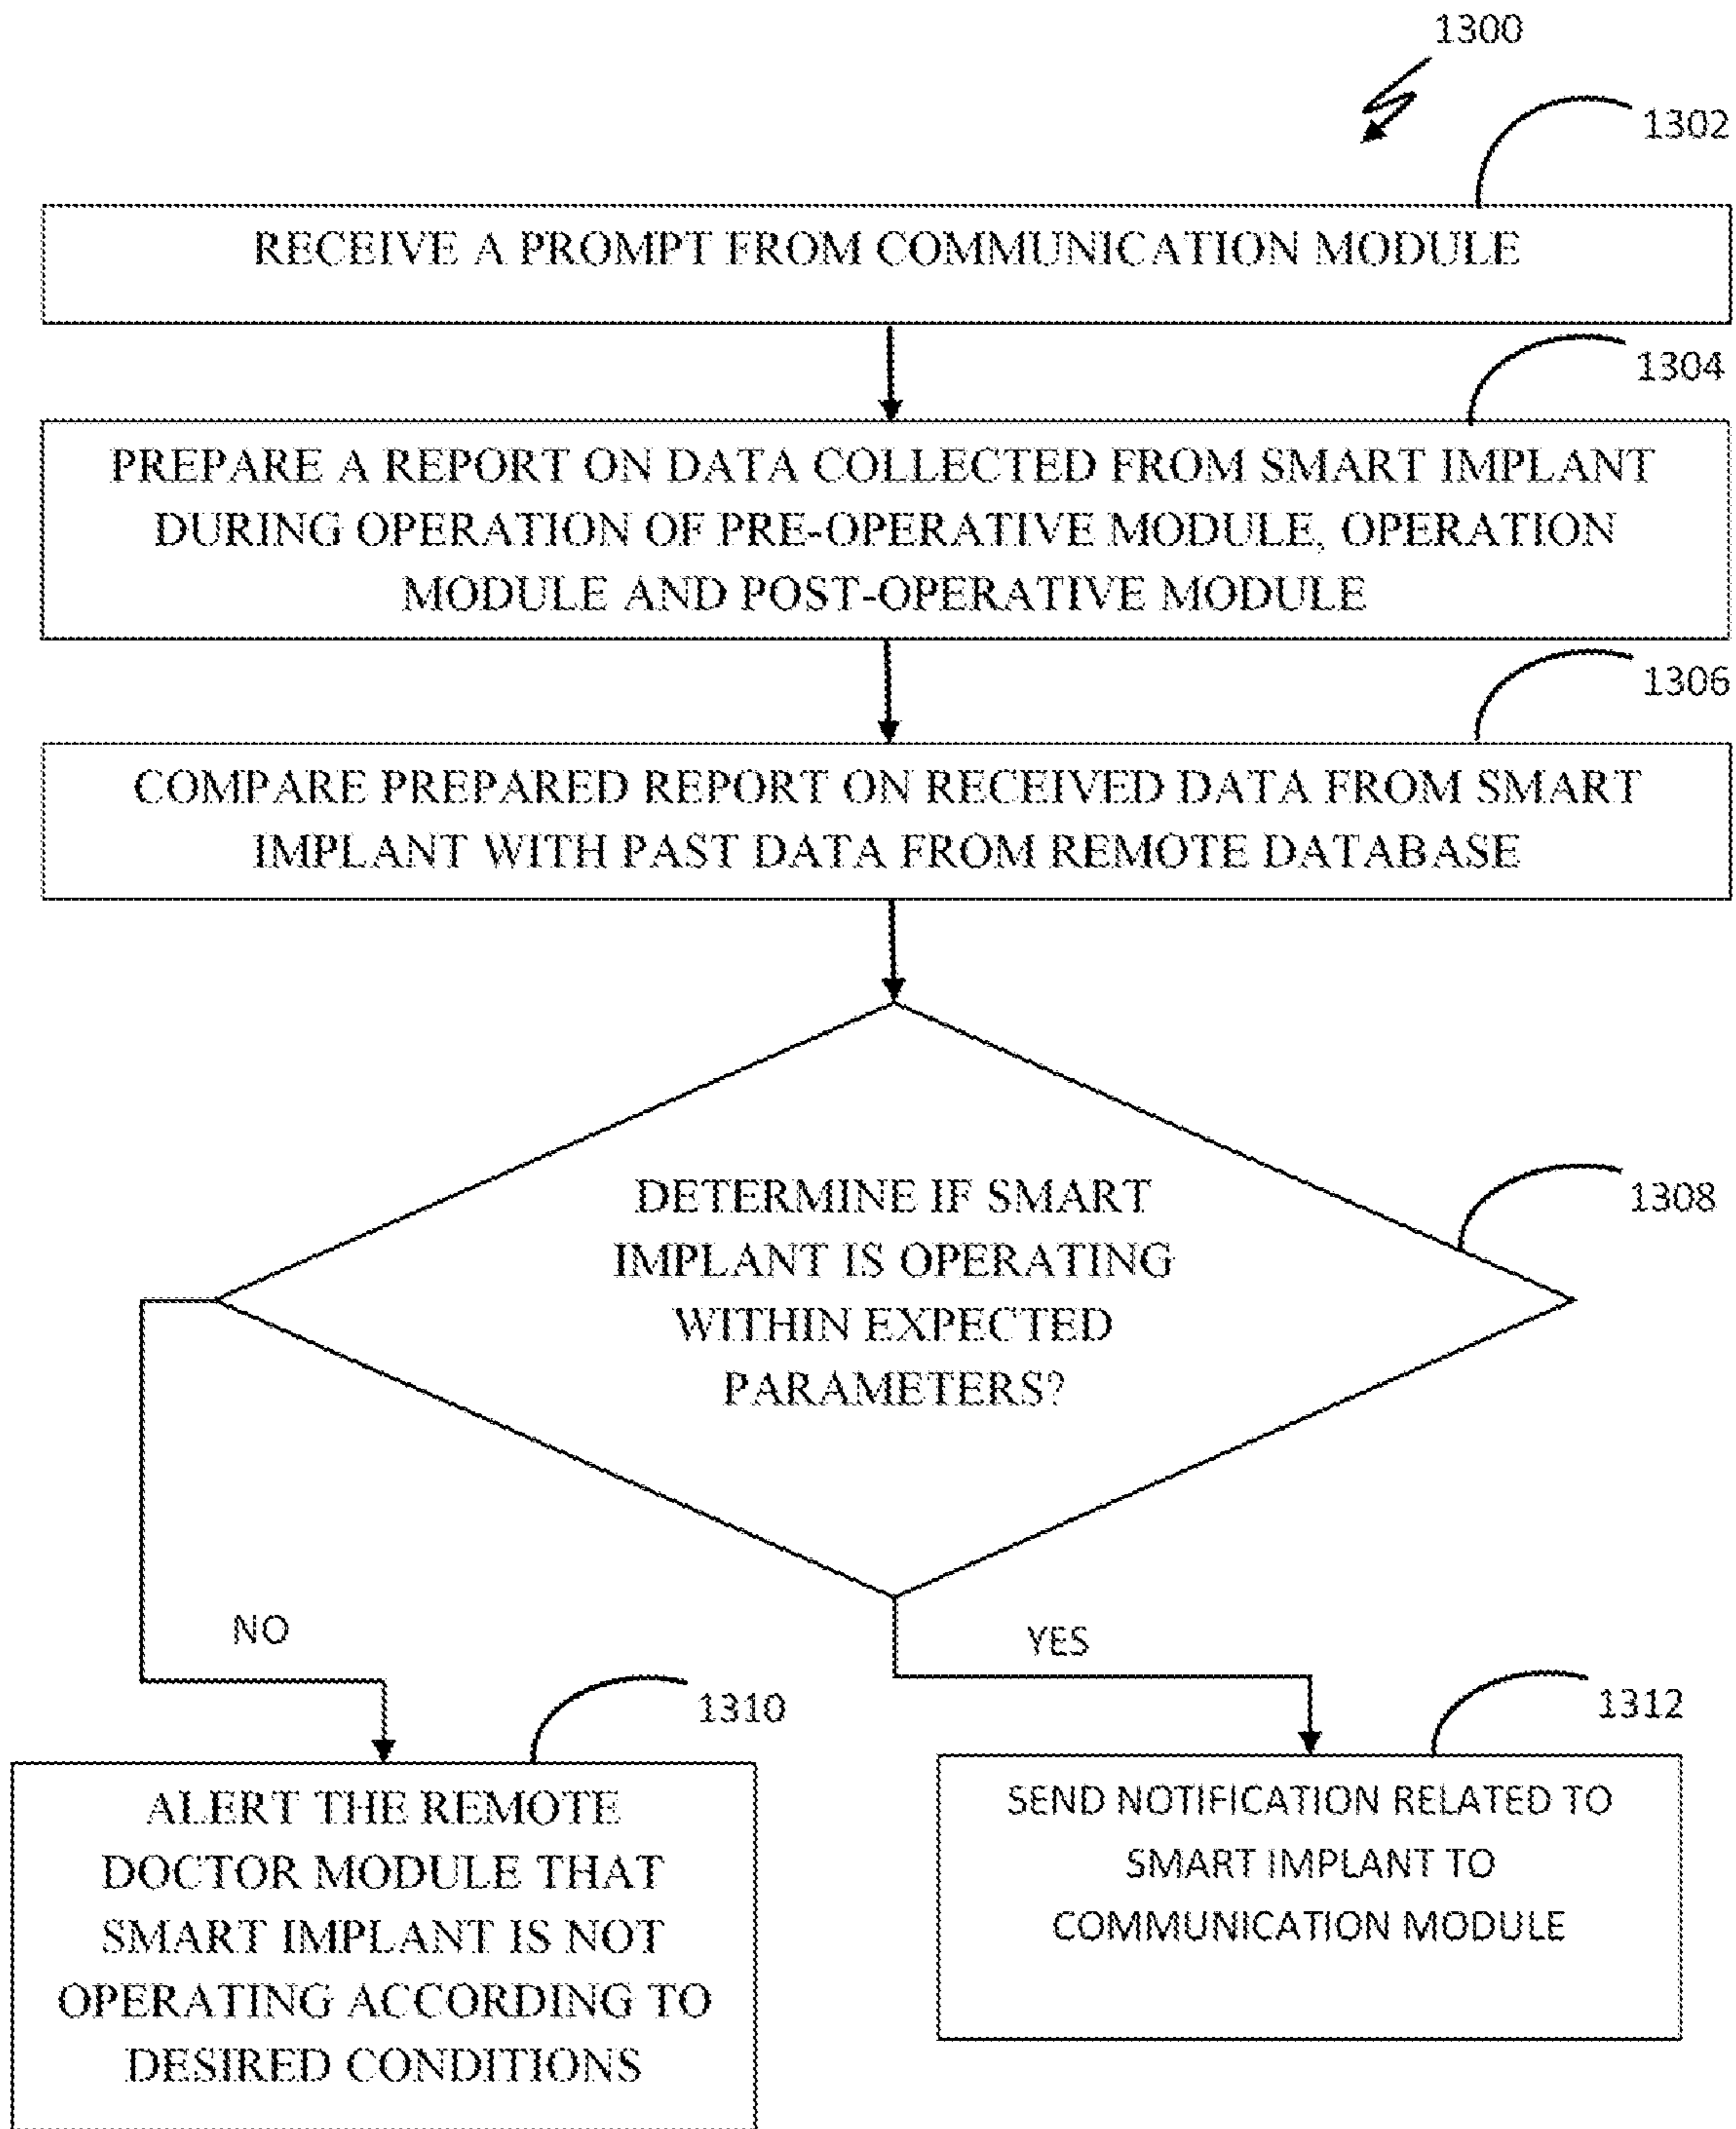 1300
1302
RECEIVE A PROMPT FROM COMMUNICATION MODULE
1304
PREPARE A REPORT ON DATA COLLECTED FROM SMART IMPLANT
DURING OPERATION OF PRE-OPERATIVE MODULE, OPERATION
MODULE AND POST-OPERATIVE MODULE
1306
COMPARE PREPARED REPORT ON RECEIVED DATA FROM SMART
IMPLANT WITH PAST DATA FROM REMOTE DATABASE
DETERMINE IF SMART
IMPLANT IS OPERATING
WITHIN EXPECTED
PARAMETERS?
1308
NO
YES
1310
ALERT THE REMOTE
DOCTOR MODULE THAT
SMART IMPLANT IS NOT
OPERATING ACCORDING TO
DESIRED CONDITIONS
1312
SEND NOTIFICATION RELATED TO
SMART IMPLANT TO
COMMUNICATION MODULE